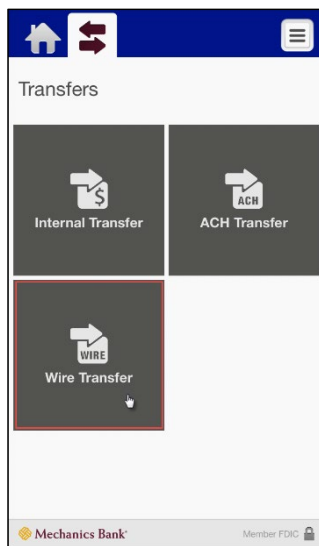 Transfers
$
Internal Transfer
ACH
ACH Transfer
WIRE
Wire Transfer
Mechanics Bank
Member FDIC